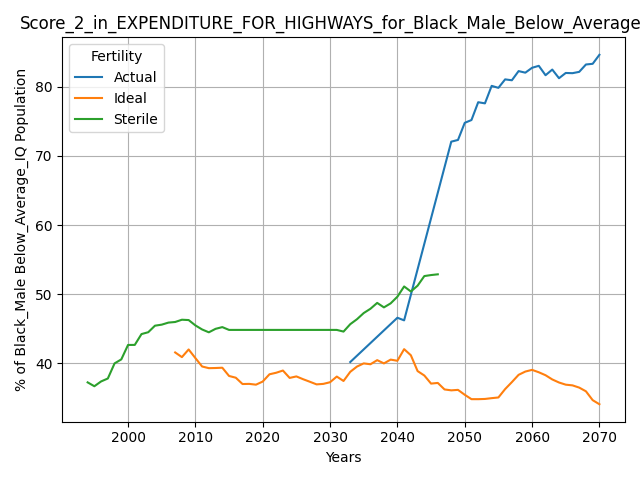 Score_2_in_EXPENDITURE_FOR_HIGHWAYS_for_Black_Male_Below_Average
Fertility
Actual
Ideal
Sterile
% of Black_Male Below_Average_IQ Population
80
70
60
50
40
2000 2010 2020 2030 2040 2050 2060 2070
Years